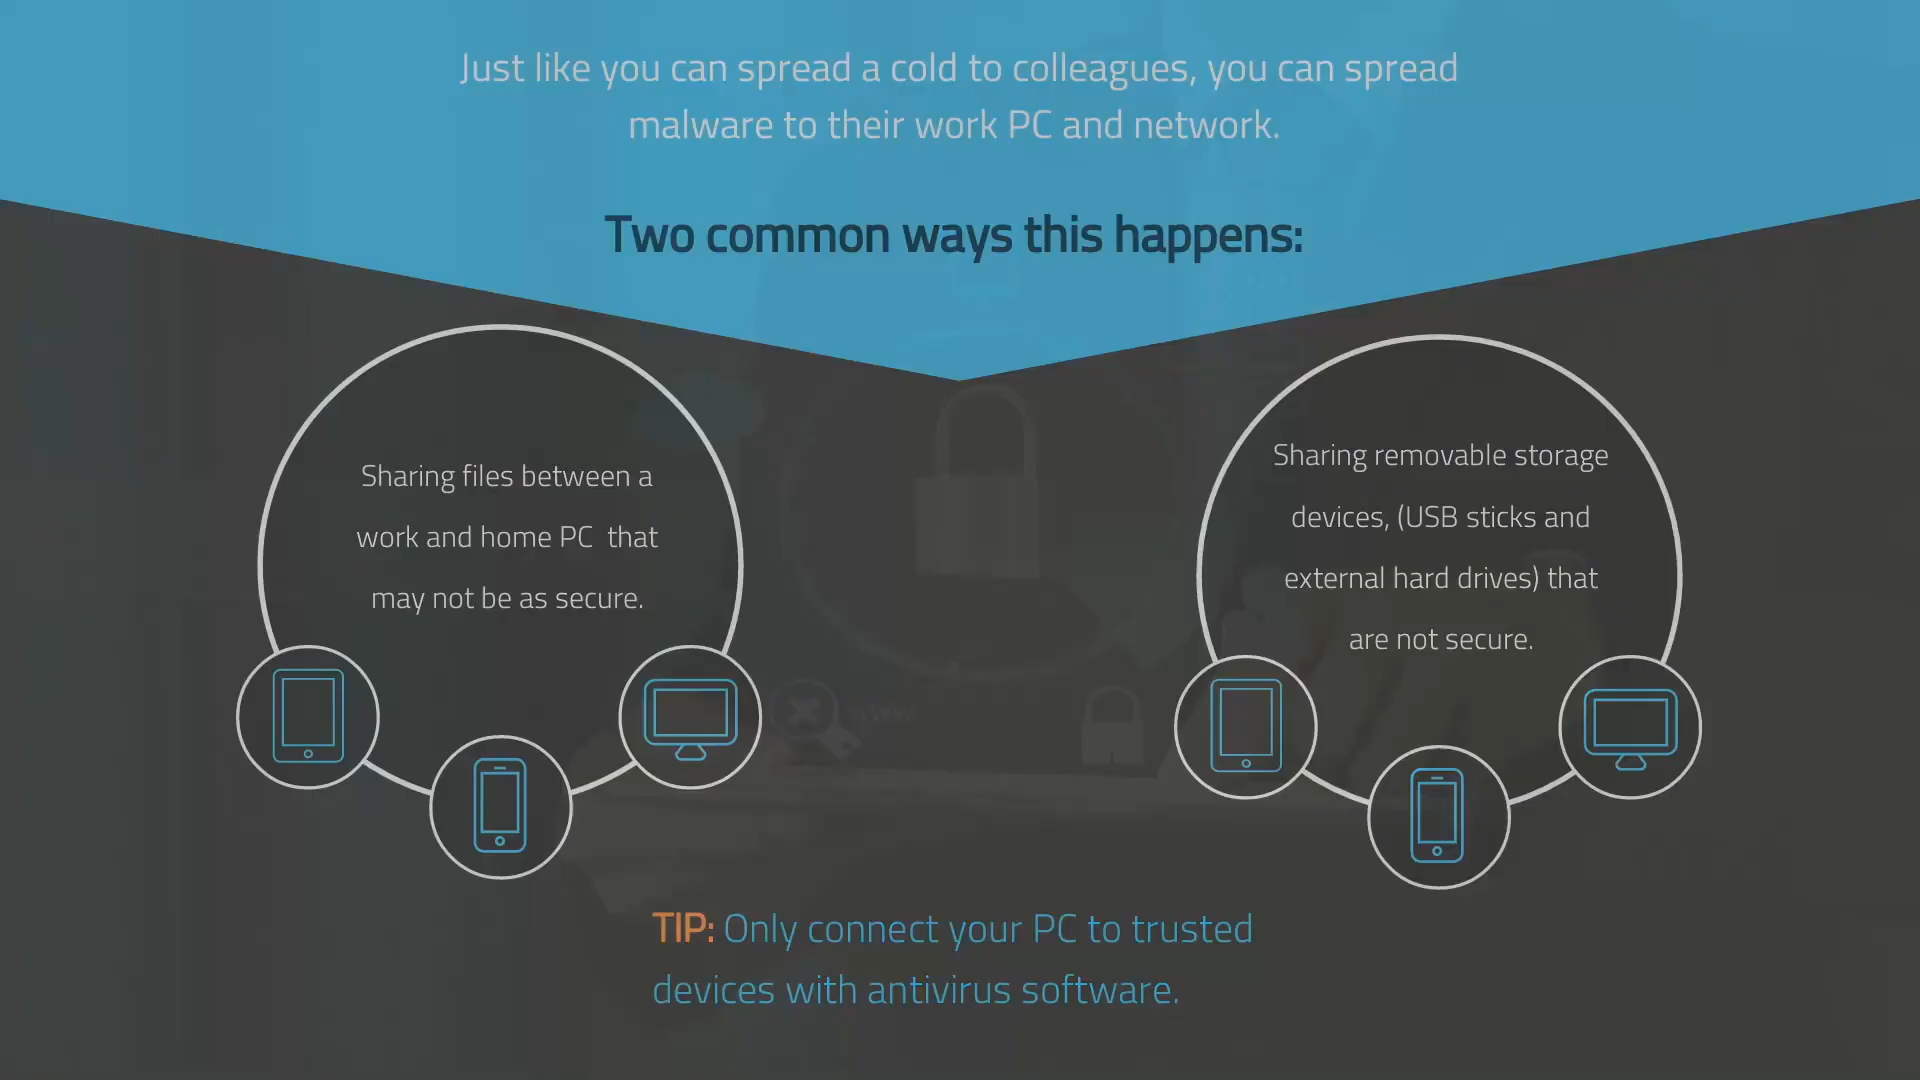 Just like you can spread a cold to colleagues, you can spread
malware to their work PC and network.
Two common ways this happens:
Sharing files between a
work and home PC that
may not be as secure.
Sharing removable storage
devices, (USB sticks and
external hard drives) that
are not secure.
www
TIP: Only connect your PC to trusted
devices with antivirus software.